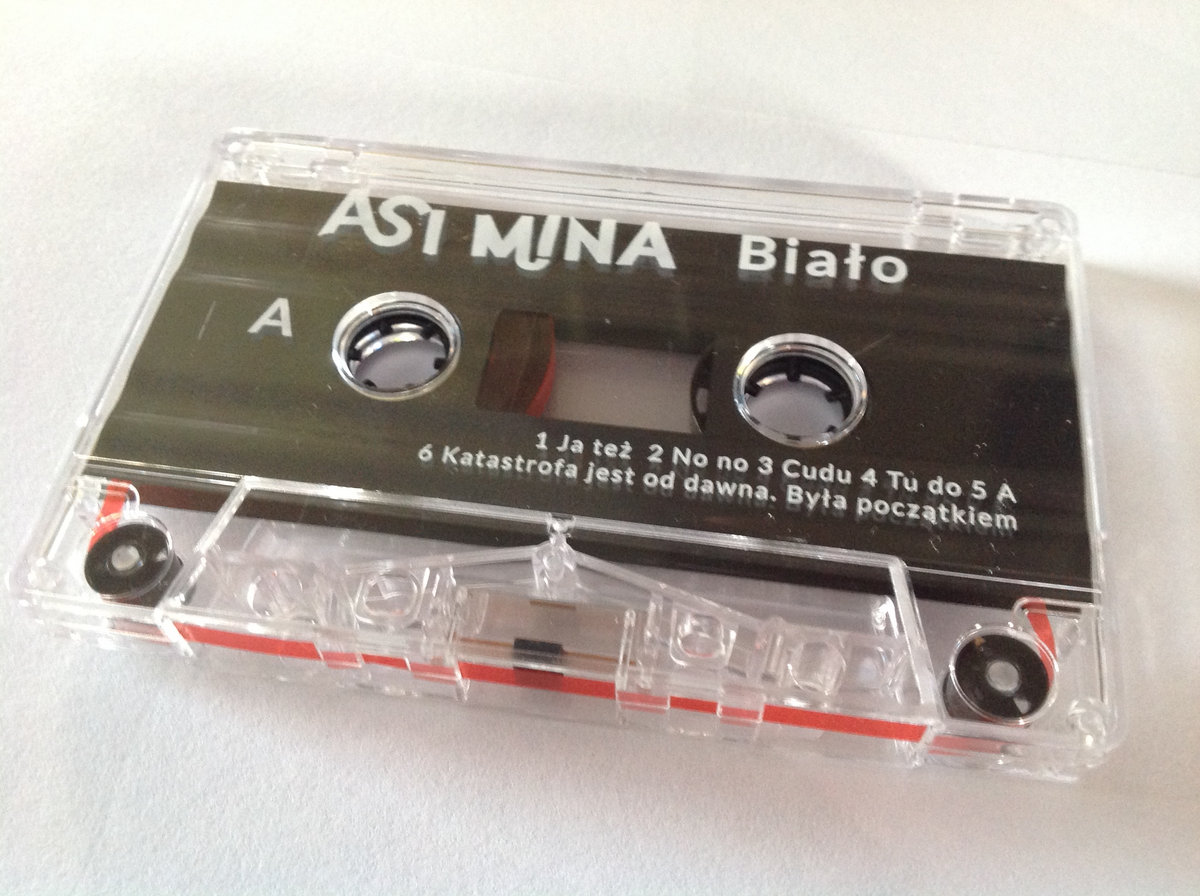 ASI MINA Biało
A
1 Ja też 2 No no 3 Cudu 4 Tu do 5 A
6 Katastrofa jest od dawna. Była początkiem